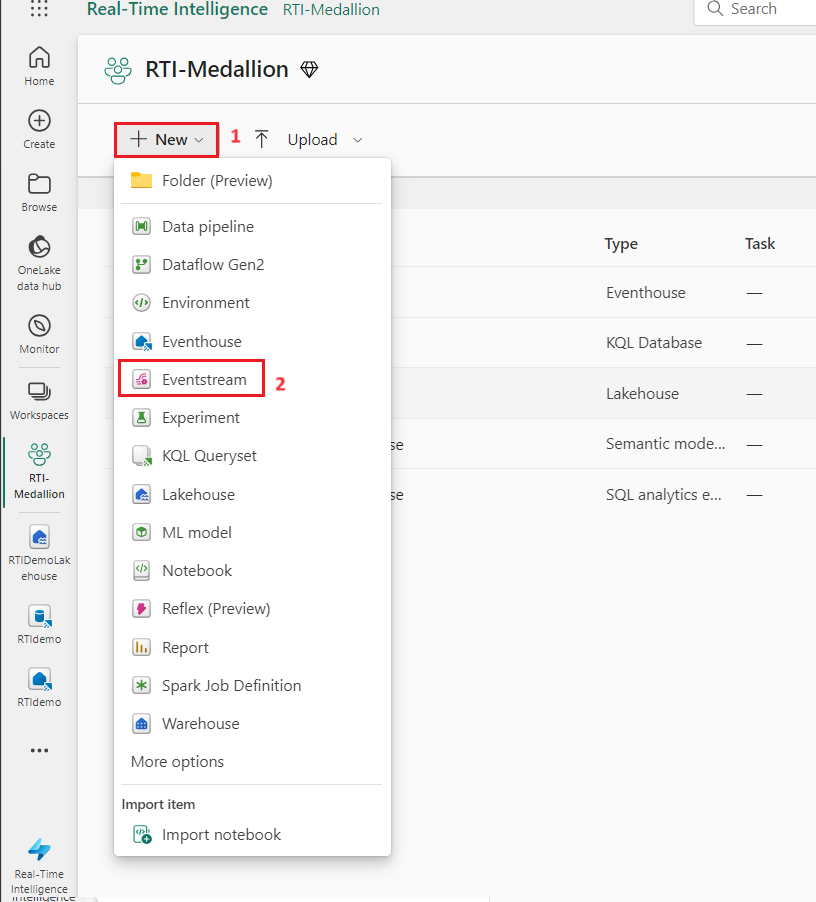 Real-Time Intelligence RTI-Medallion
Search
RTI-Medallion
New 1 Upload
Home
Create
Browse
OneLake
data hub
Monitor
Workspaces
RTI-
Medallion
RTIDemoLak
ehouse
RTIdemo
RTIdemo
Real-Time
Intelligence
Intelligence
Folder (Preview)
Data pipeline
Dataflow Gen2
Environment
Eventhouse
Eventstream 2
Experiment
KQL Queryset
Lakehouse
ML model
Notebook
Reflex (Preview)
Report
Spark Job Definition
Warehouse
More options
Import item
Import notebook
Type Task
Eventhouse —
KQL Database —
Lakehouse —
se Semantic mode... —
se SQL analytics e... —